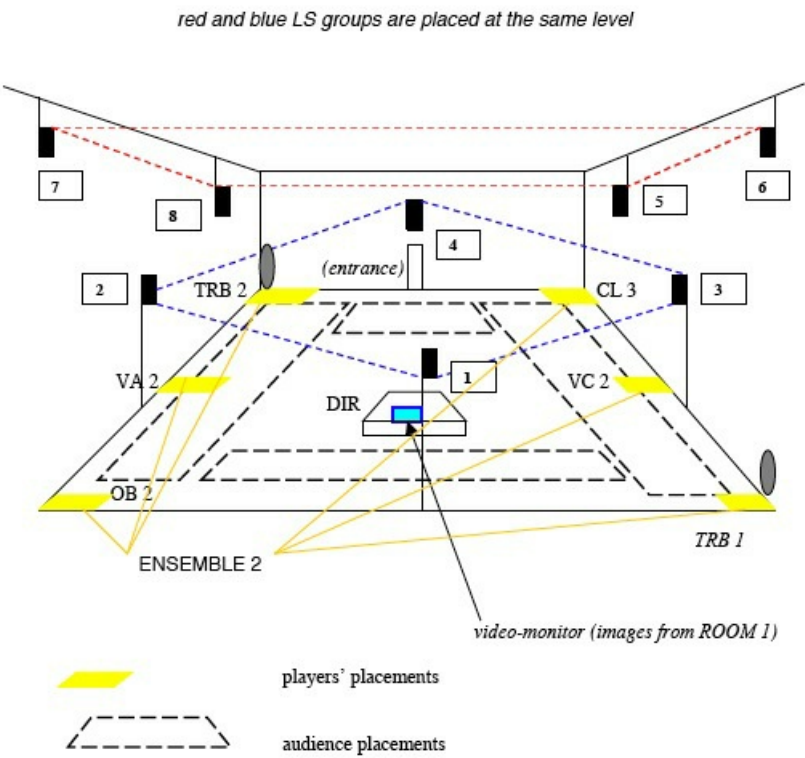 red and blue LS groups are placed at the same level
7
6
8
5
4
(entrance)
2
TRB 2
CL 3
3
VA 2
1
VC 2
DIR
OB 2
TRB 1
ENSEMBLE 2
video-monitor (images from ROOM 1)
players’ placements
audience placements